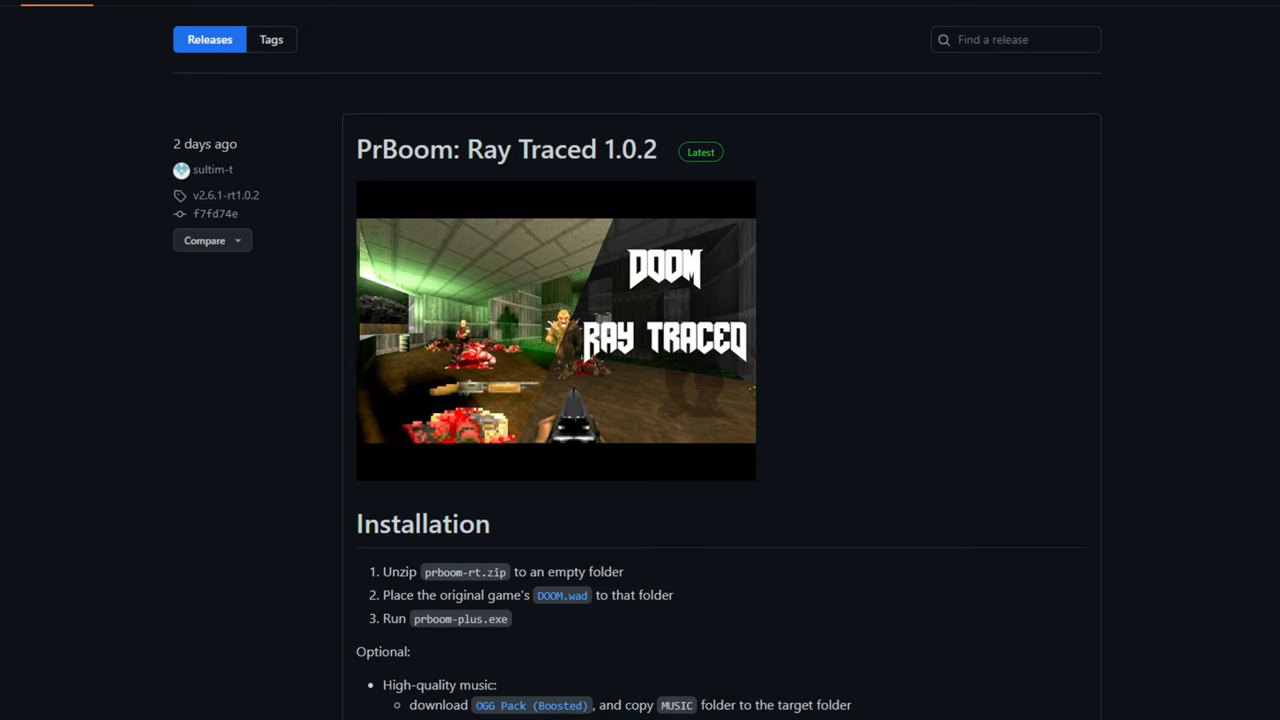 Releases
Tags
Find a release
2 days ago
sultim-t
v2.6.1-rt1.0.2
f7fd74e
Compare
PrBoom: Ray Traced 1.0.2
Latest
DOOM
RAY TRACED
Installation
1. Unzip prboom-rt.zip to an empty folder
2. Place the original game's DOOM.wad to that folder
3. Run prboom-plus.exe
Optional:
• High-quality music:
○ download OGG Pack (Boosted), and copy MUSIC folder to the target folder